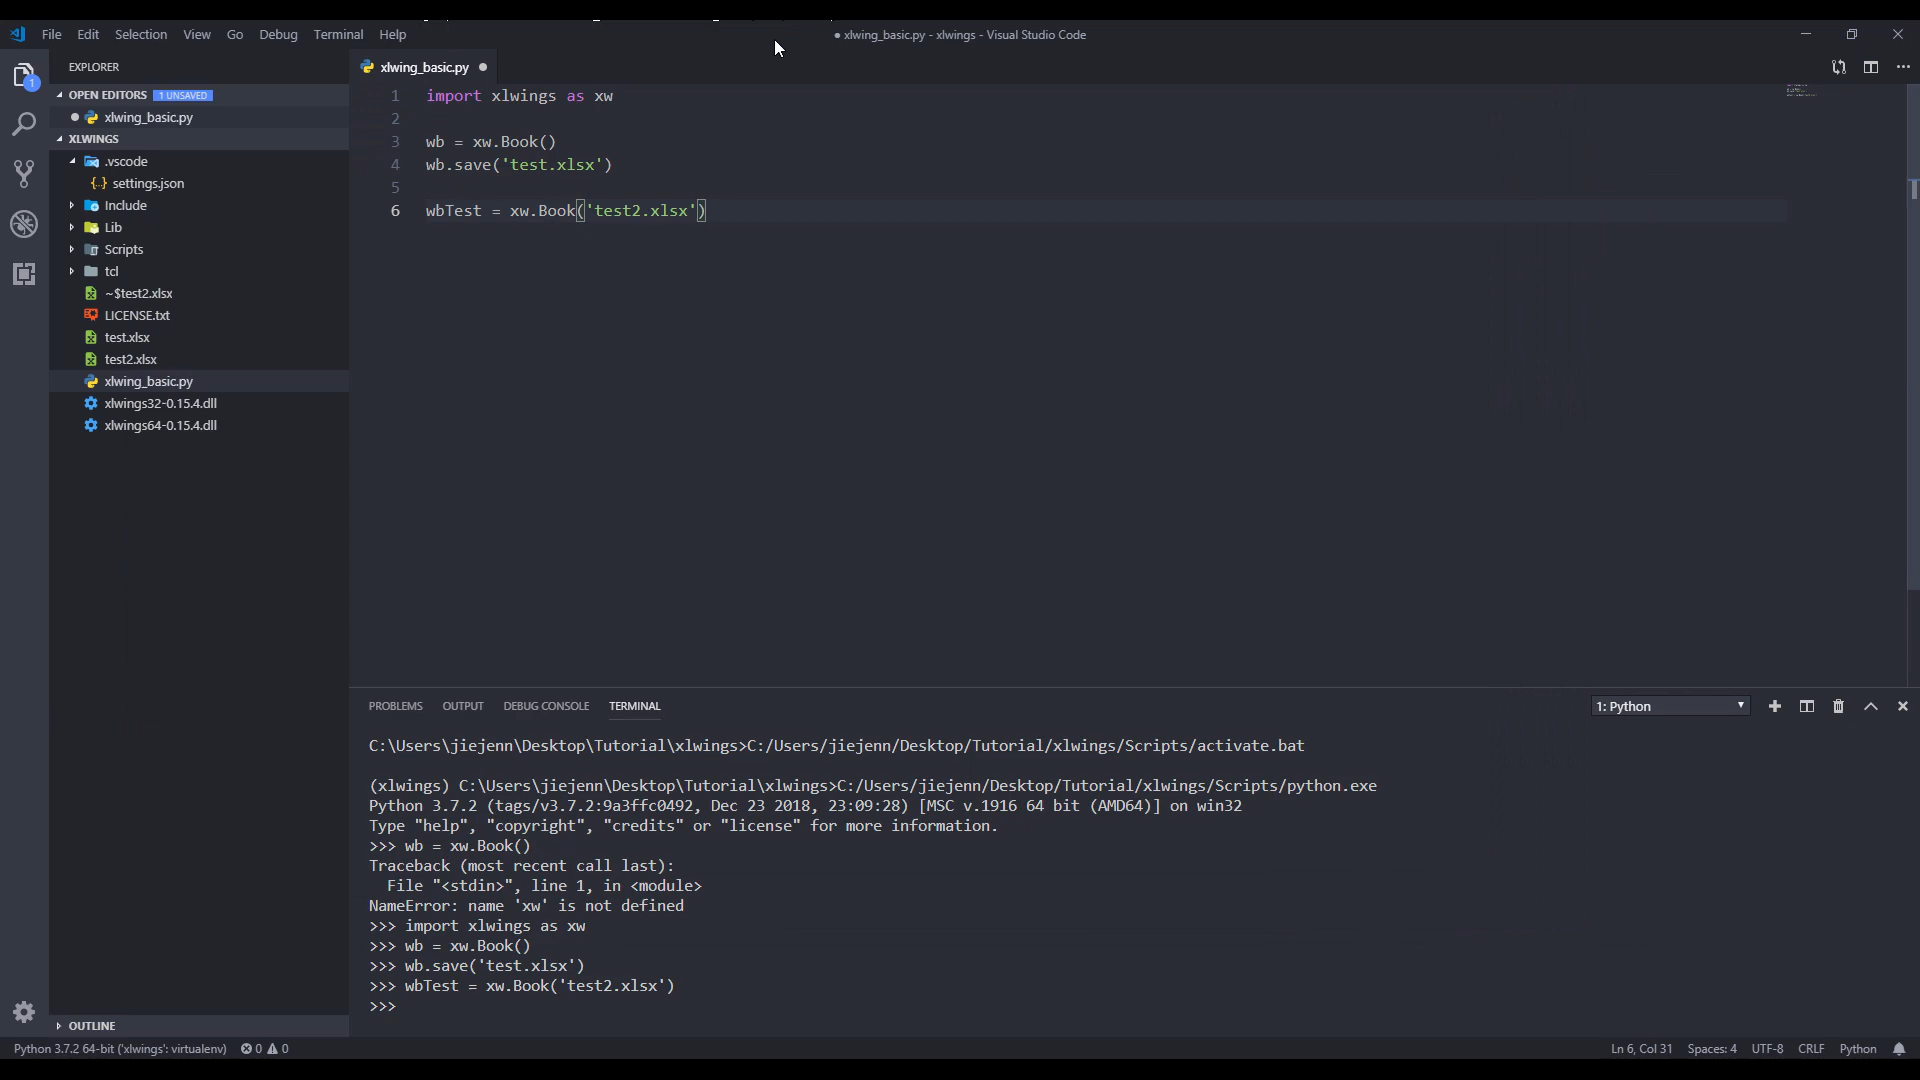 File Edit Selection View Go Debug Terminal Help
● xlwing_basic.py - xlwings - Visual Studio Code
EXPLORER
xlwing_basic.py
OPEN EDITORS 1 UNSAVED
xlwing_basic.py
XLWINGS
.vscode
settings.json
Include
Lib
Scripts
tcl
~$test2.xlsx
LICENSE.txt
test.xlsx
test2.xlsx
xlwing_basic.py
xlwings32-0.15.4.dll
xlwings64-0.15.4.dll
OUTLINE
1 import xlwings as xw
2
3 wb = xw.Book()
4 wb.save('test.xlsx')
5
6 wbTest = xw.Book('test2.xlsx')
PROBLEMS OUTPUT DEBUG CONSOLE TERMINAL
1: Python
C:\Users\jiejenn\Desktop\Tutorial\xlwings>C:/Users/jiejenn/Desktop/Tutorial/xlwings/Scripts/activate.bat
(xlwings) C:\Users\jiejenn\Desktop\Tutorial\xlwings>C:/Users/jiejenn/Desktop/Tutorial/xlwings/Scripts/python.exe
Python 3.7.2 (tags/v3.7.2:9a3ffc0492, Dec 23 2018, 23:09:28) [MSC v.1916 64 bit (AMD64)] on win32
Type "help", "copyright", "credits" or "license" for more information.
>>> wb = xw.Book()
Traceback (most recent call last):
File "<stdin>", line 1, in <module>
NameError: name 'xw' is not defined
>>> import xlwings as xw
>>> wb = xw.Book()
>>> wb.save('test.xlsx')
>>> wbTest = xw.Book('test2.xlsx')
>>>
Python 3.7.2 64-bit ('xlwings': virtualenv) 0 0
Ln 6, Col 31 Spaces: 4 UTF-8 CRLF Python
1